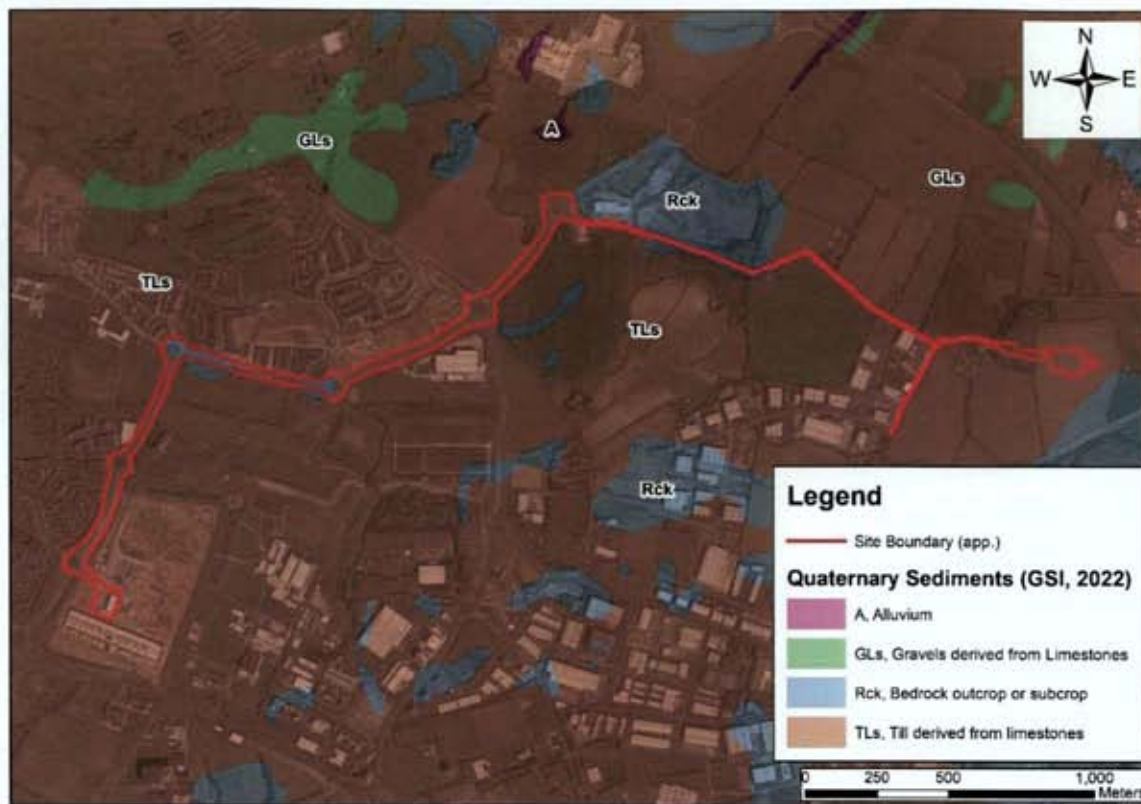 N
W E
S
A
GLs
GLs
Rck
TLs
TLs
Rck
Legend
Site Boundary (app.)
Quaternary Sediments (GSI, 2022)
A, Alluvium
GLs, Gravels derived from Limestones
Rck, Bedrock outcrop or subcrop
TLs, Till derived from limestones
0 250 500 1,000
Meters